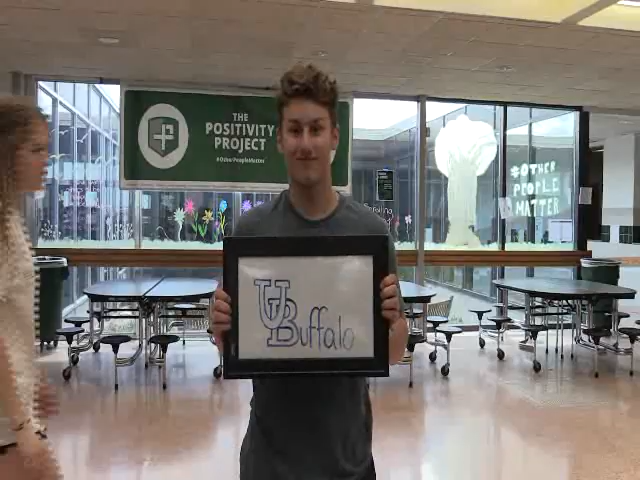 THE
POSITIVITY
PROJECT
#OtherPeopleMatter
#OTHER
PEOPLE
MATTER
UB
Buffalo